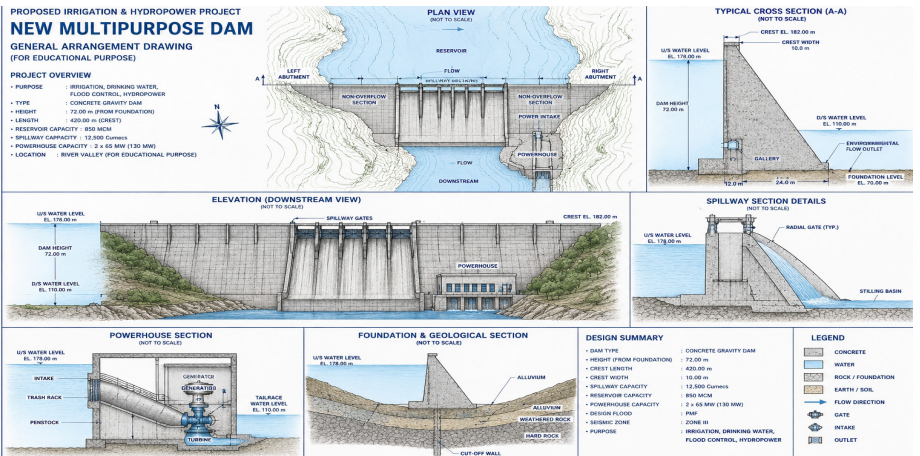 PROPOSED IRRIGATION & HYDROPOWER PROJECT
NEW MULTIPURPOSE DAM
GENERAL ARRANGEMENT DRAWING
(FOR EDUCATIONAL PURPOSE)
PROJECT OVERVIEW
• PURPOSE : IRRIGATION, DRINKING WATER,
: FLOOD CONTROL, HYDROPOWER
• TYPE : CONCRETE GRAVITY DAM
• HEIGHT : 72.00 m (FROM FOUNDATION)
• LENGTH : 420.00 m (CREST)
• RESERVOIR CAPACITY : 850 MCM
• SPILLWAY CAPPACITY : 12,500 Cumecs
• POWERHOUSE CAPACITY : 2 x 65 MW (130 MW)
• LOCATION : RIVER VALLEY (FOR EDUCATIONAL PURPOSE)
N
PLAN VIEW
(NOT TO SCALE)
RESERVOIR
LEFT
ABUTMENT
FLOW
RIGHT
ABUTMENT
A
A
NON-OVERFLOW
SECTION
NON-OVERFLOW
SECTION
POWER INTAKE
POWERHOUSE
FLOW
DOWNSTREAM
TYPICAL CROSS SECTION (A-A)
(NOT TO SCALE)
CREST EL. 182.00 m
CREST WIDTH
10.0 m
U/S WATER LEVEL
EL. 178.00 m
DAM HEIGHT
72.00 m
D/S WATER LEVEL
EL. 110.00 m
FLOW OUTLET
GALLERY
FOUNDATION LEVEL
EL. 70.00 m
12.0 m
24.0 m
ELEVATION (DOWNSTREAM VIEW)
(NOT TO SCALE)
U/S WATER LEVEL
EL. 178.00 m
SPILLWAY GATES
CREST EL. 182.00 m
DAM HEIGHT
72.00 m
D/S WATER LEVEL
EL. 110.00 m
POWERHOUSE
SPILLWAY SECTION DETAILS
(NOT TO SCALE)
U/S WATER LEVEL
EL. 178.00 m
RADIAL GATE (TYP.)
STILLING BASIN
POWERHOUSE SECTION
(NOT TO SCALE)
U/S WATER LEVEL
EL. 178.00 m
INTAKE
TRASH RACK
PENSTOCK
GENERATOR
TAILRACE
WATER LEVEL
EL. 110.00 m
TURBINE
FOUNDATION & GEOLOGICAL SECTION
(NOT TO SCALE)
U/S WATER LEVEL
EL. 178.00 m
ALLUVIUM
ALLUVIUM
WEATHERED ROCK
HARD ROCK
CUT-OFF WALL
DESIGN SUMMARY
• DAM TYPE : CONCRETE GRAVITY DAM
• HEIGHT (FROM FOUNDATION) : 72.00 m
• CREST LENGTH : 420.00 m
• CREST WIDTH : 10.00 m
• SPILLWAY CAPACITY : 12,500 Cumecs
• RESERVOIR CAPACITY : 850 MCM
• POWERHOUSE CAPACITY : 2 x 65 MW (130 MW)
• DESIGN FLOOD : PMF
• SEISMIC ZONE : ZONE III
• PURPOSE : IRRIGATION, DRINKING WATER,
FLOOD CONTROL, HYDROPOWER
LEGEND
CONCRETE
WATER
ROCK / FOUNDATION
EARTH / SOIL
FLOW DIRECTION
GATE
INTAKE
OUTLET